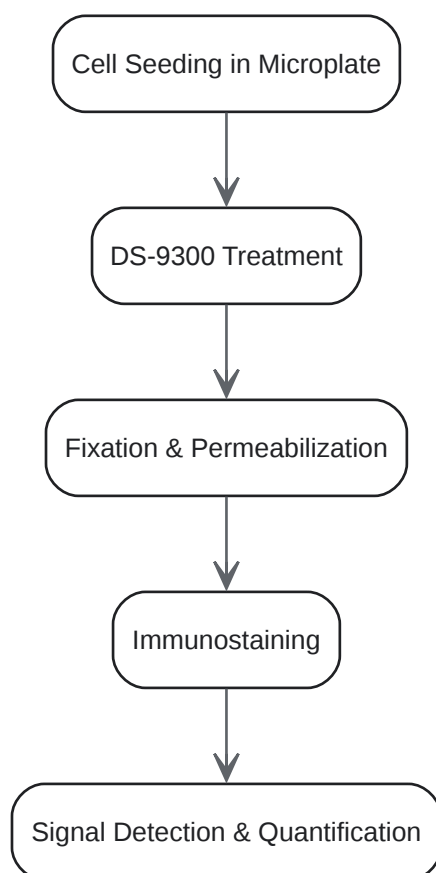 Cell Seeding in Microplate
DS-9300 Treatment
Fixation & Permeabilization
Immunostaining
Signal Detection & Quantification